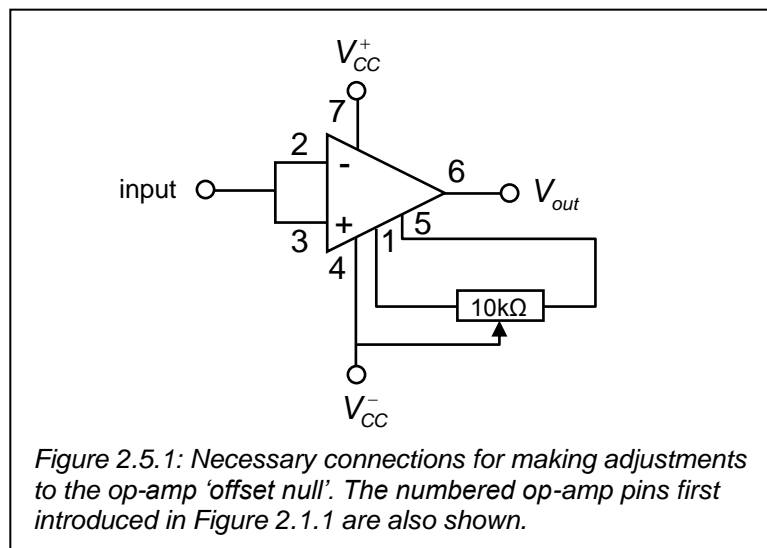 V⁺CC
7
2
-
6
input
Vout
+
5
3
1
4
10kΩ
V⁻CC
Figure 2.5.1: Necessary connections for making adjustments
to the op-amp ‘offset null’. The numbered op-amp pins first
introduced in Figure 2.1.1 are also shown.